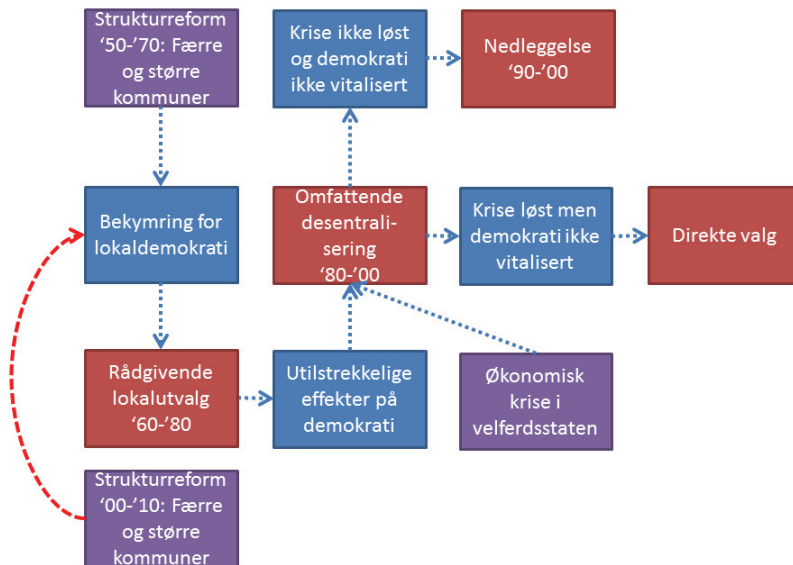 Strukturreform
‘50-’70: Færre
og større
kommuner
Krise ikke løst
og demokrati
ikke vitalisert
Nedleggelse
‘90-’00
Bekymring for
lokaldemokrati
Omfattende
desentrali-
sering
‘80-’00
Krise løst men
demokrati ikke
vitalisert
Direkte valg
Rådgivende
lokalutvalg
‘60-’80
Utilstrekkelige
effekter på
demokrati
Økonomisk
krise i
velferdsstaten
Strukturreform
‘00-’10: Færre
og større
kommuner